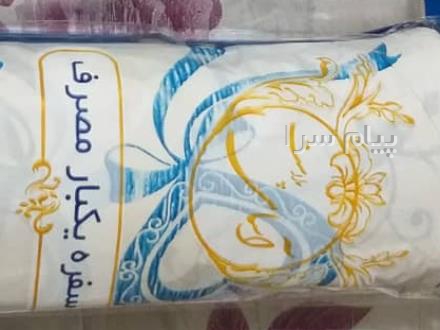 سفره یکبار مصرف
پیام سرا